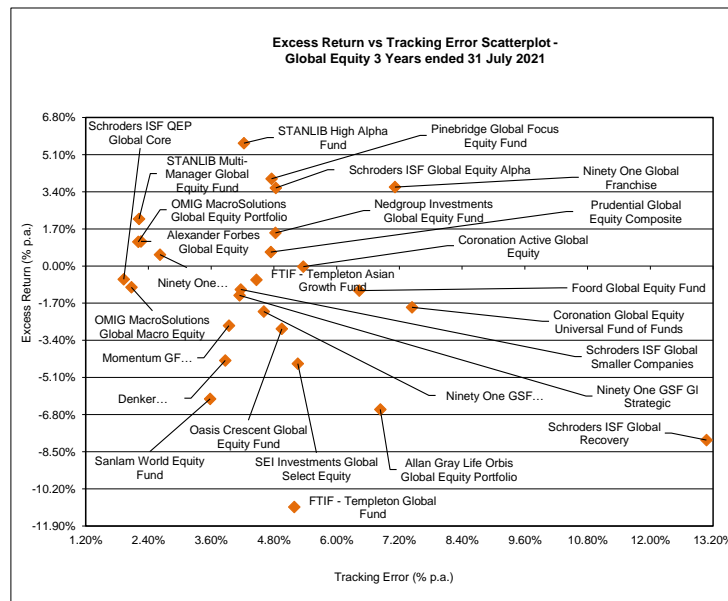 Excess Return vs Tracking Error Scatterplot -
Global Equity 3 Years ended 31 July 2021
Excess Return (% p.a.)
6.80%
5.10%
3.40%
1.70%
0.00%
-1.70%
-3.40%
-5.10%
-6.80%
-8.50%
-10.20%
-11.90%
Schroders ISF QEP
Global Core
STANLIB High Alpha
Fund
Pinebridge Global Focus
Equity Fund
STANLIB Multi-
Manager Global
Equity Fund
Schroders ISF Global Equity Alpha
Ninety One Global
Franchise
OMIG MacroSolutions
Global Equity Portfolio
Nedgroup Investments
Global Equity Fund
Prudential Global
Equity Composite
Alexander Forbes
Global Equity
Coronation Active Global
Equity
Ninety One...
FTIF - Templeton Asian
Growth Fund
Foord Global Equity Fund
OMIG MacroSolutions
Global Macro Equity
Coronation Global Equity
Universal Fund of Funds
Momentum GF...
Schroders ISF Global
Smaller Companies
Denker...
Ninety One GSF...
Ninety One GSF Gl
Strategic
Oasis Crescent Global
Equity Fund
Schroders ISF Global
Recovery
Sanlam World Equity
Fund
SEI Investments Global
Select Equity
Allan Gray Life Orbis
Global Equity Portfolio
FTIF - Templeton Global
Fund
1.20%
2.40%
3.60%
4.80%
6.00%
7.20%
8.40%
9.60%
10.80%
12.00%
13.20%
Tracking Error (% p.a.)